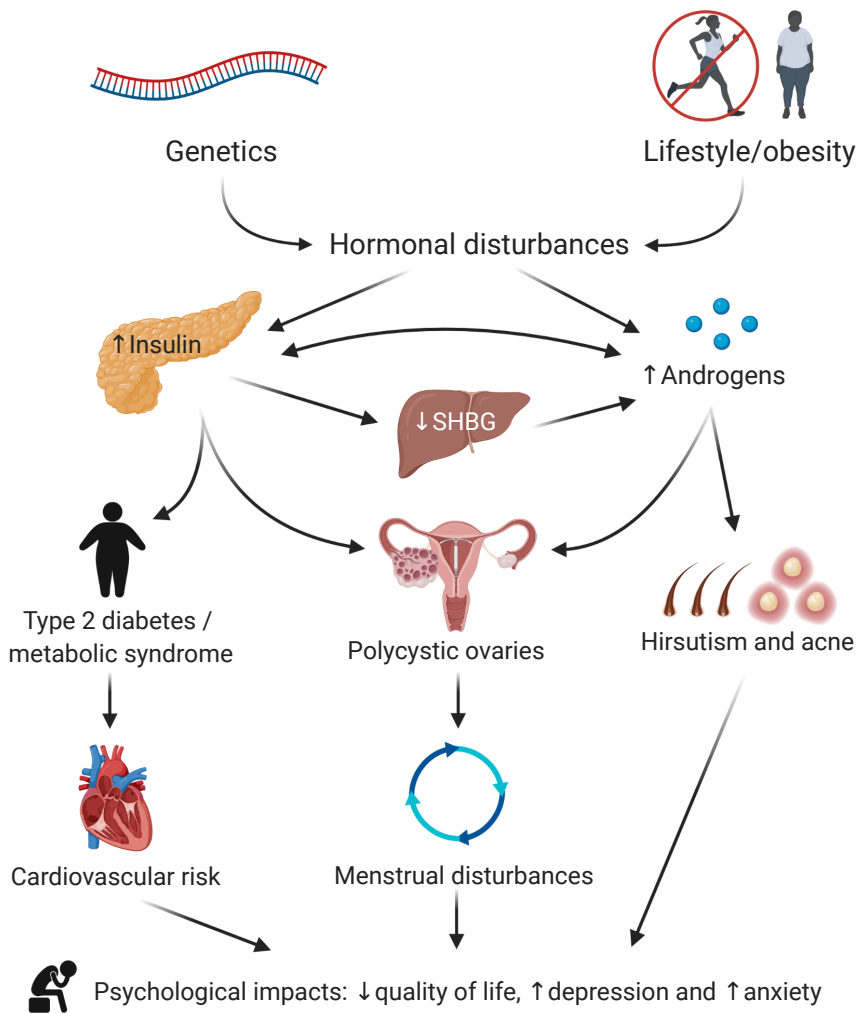 Genetics
Lifestyle/obesity
Hormonal disturbances
↑Insulin
↑Androgens
↓SHBG
Type 2 diabetes /
metabolic syndrome
Polycystic ovaries
Hirsutism and acne
Cardiovascular risk
Menstrual disturbances
Psychological impacts: ↓quality of life, ↑depression and ↑anxiety